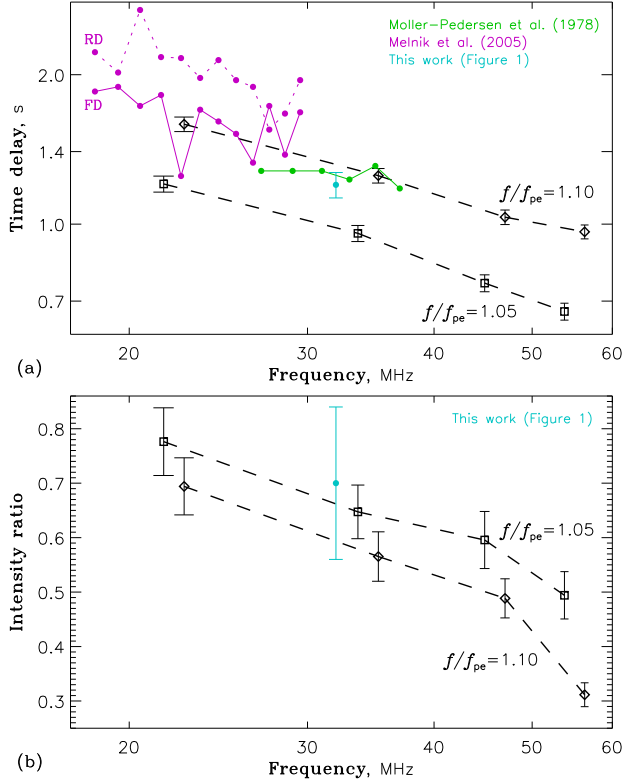 Moller-Pedersen et al. (1978)
Melnik et al. (2005)
This work (Figure 1)
RD
FD
2.0
1.4
1.0
0.7
Time delay, s
f/fpe=1.10
f/fpe=1.05
20
30
40
50
60
(a)
Frequency, MHz
This work (Figure 1)
0.8
0.7
0.6
0.5
0.4
0.3
Intensity ratio
f/fpe=1.05
f/fpe=1.10
20
30
40
50
60
(b)
Frequency, MHz